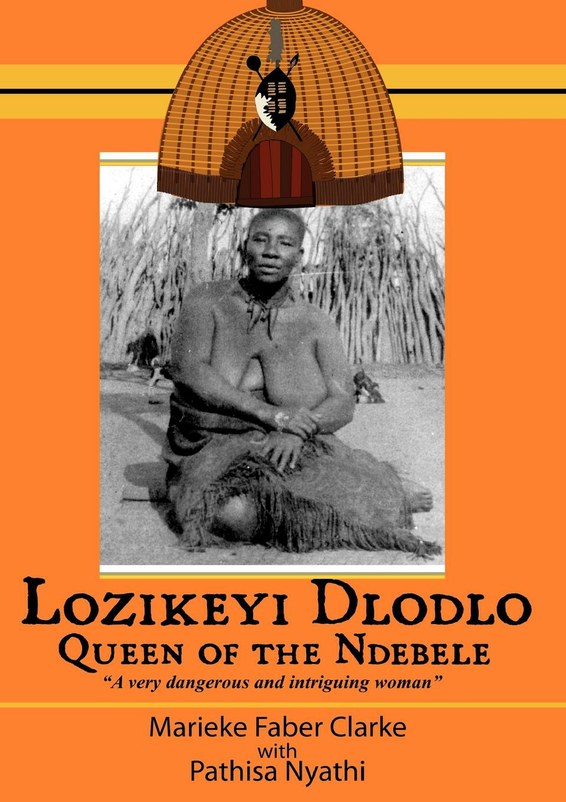 Lozikeyi Dlodlo
Queen of the Ndebele
“A very dangerous and intriguing woman”
Marieke Faber Clarke
with
Pathisa Nyathi